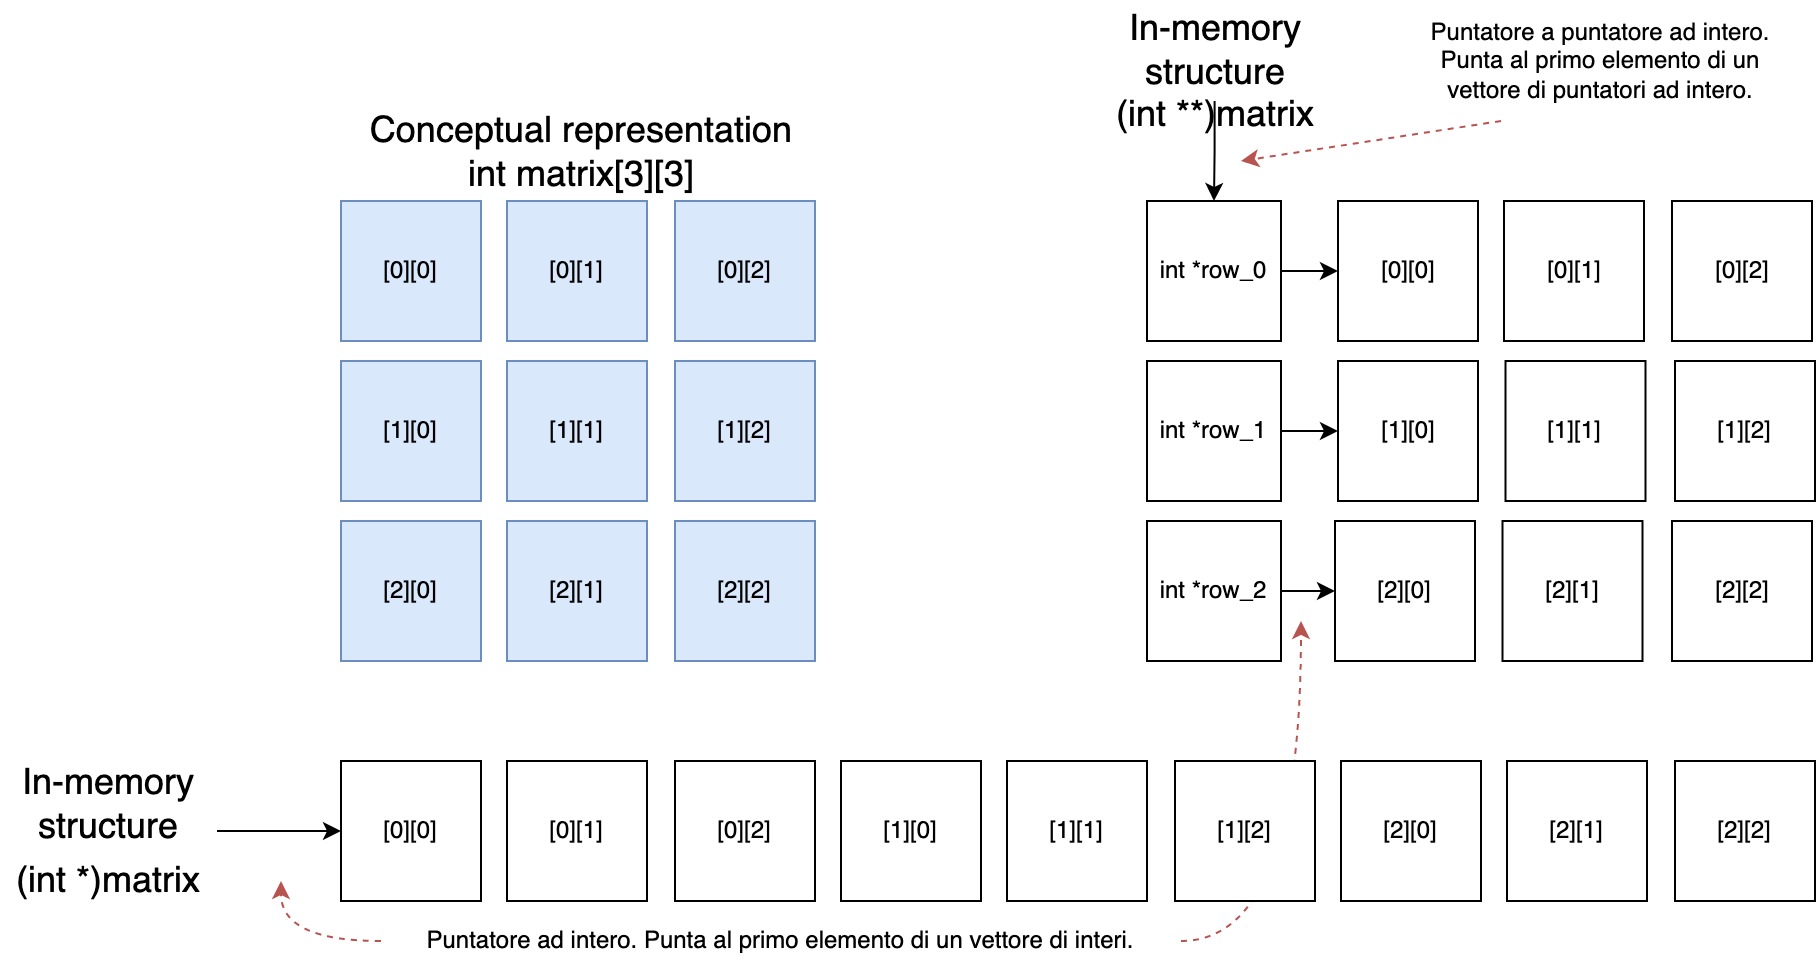 In-memory
structure
(int **)matrix
Puntatore a puntatore ad intero.
Punta al primo elemento di un
vettore di puntatori ad intero.
Conceptual representation
int matrix[3][3]
[0][0] [0][1] [0][2]
[1][0] [1][1] [1][2]
[2][0] [2][1] [2][2]
int *row_0 [0][0] [0][1] [0][2]
int *row_1 [1][0] [1][1] [1][2]
int *row_2 [2][0] [2][1] [2][2]
In-memory
structure
(int *)matrix
[0][0] [0][1] [0][2] [1][0] [1][1] [1][2] [2][0] [2][1] [2][2]
Puntatore ad intero. Punta al primo elemento di un vettore di interi.